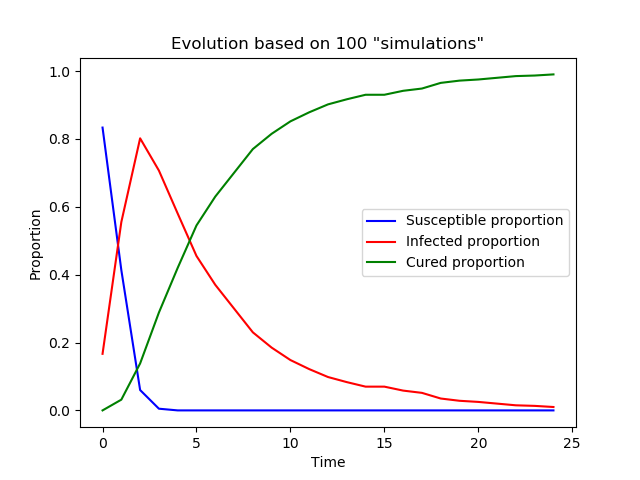 Evolution based on 100 "simulations"
1.0
0.8
0.6
0.4
0.2
0.0
Proportion
Susceptible proportion
Infected proportion
Cured proportion
0 5 10 15 20 25
Time